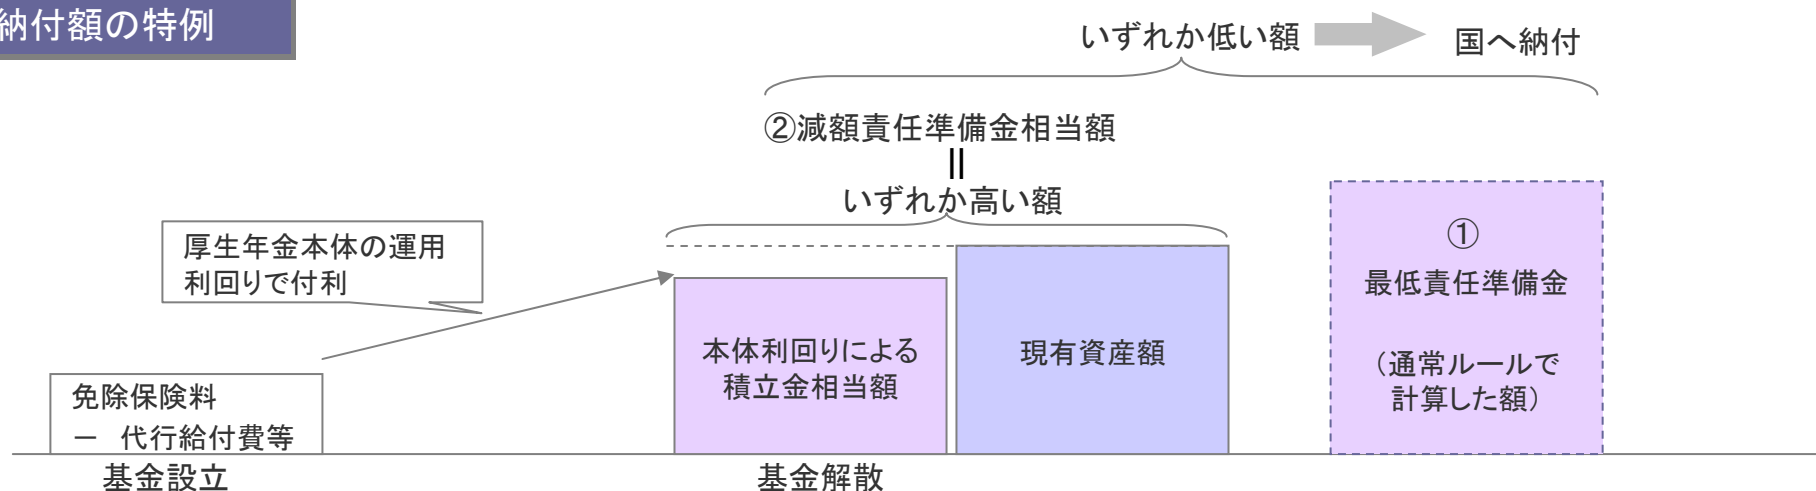 納付額の特例
いずれか低い額
国へ納付
②減額責任準備金相当額
||
いずれか高い額
厚生年金本体の運用
利回りで付利
①
最低責任準備金
（通常ルールで
計算した額）
本体利回りによる
積立金相当額
現有資産額
免除保険料
－ 代行給付費等
基金設立
基金解散